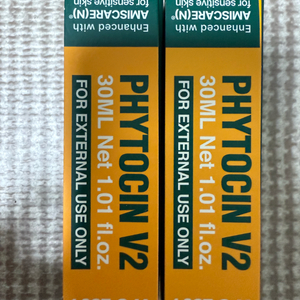 Enhanced with
AMISCARE(N)®
for sensitive skin
PHYTOCIN V2
30ML Net 1.01 fl.oz.
FOR EXTERNAL USE ONLY
Enhanced with
AMISCARE(N)®
for sensitive skin
PHYTOCIN V2
30ML Net 1.01 fl.oz.
FOR EXTERNAL USE ONLY